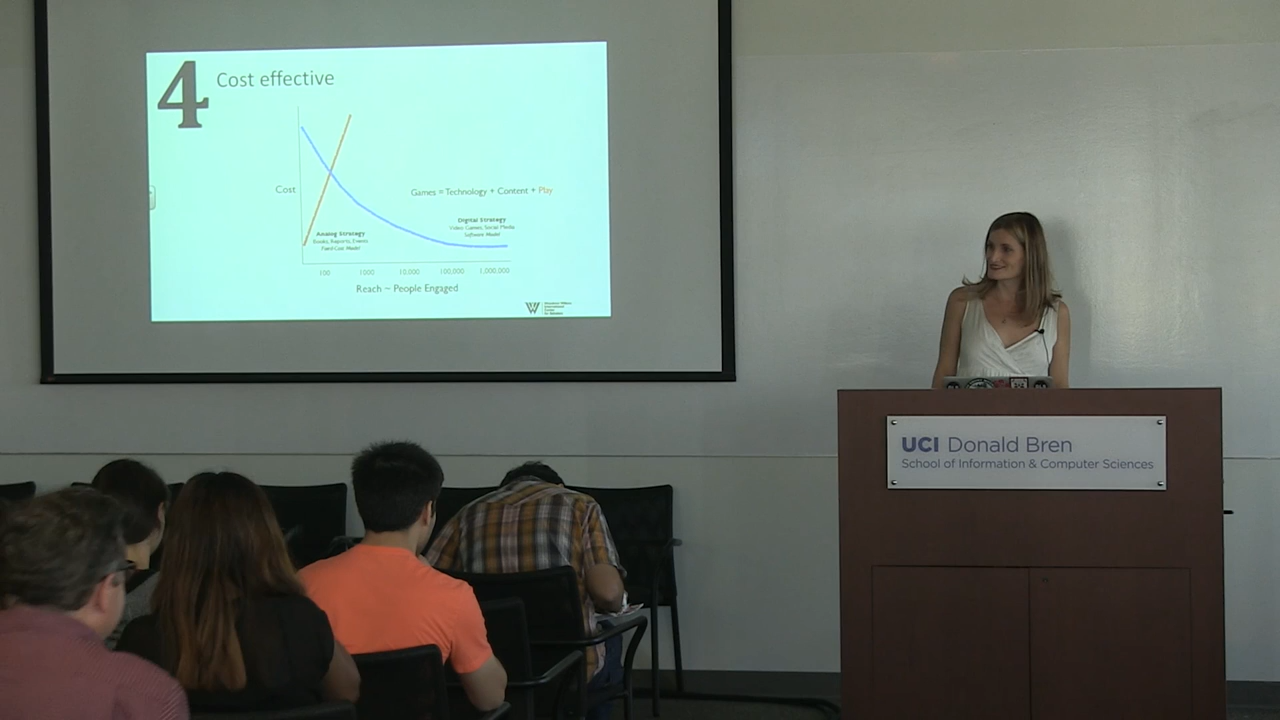 4
Cost effective
Cost
Games = Technology + Content + Play
Analog Strategy
Books, Reports, Events
Fixed-Cost Model
Digital Strategy
Video Games, Social Media
Software Model
100 1000 10,000 100,000 1,000,000
Reach ~ People Engaged
W
UCI Donald Bren
School of Information & Computer Sciences